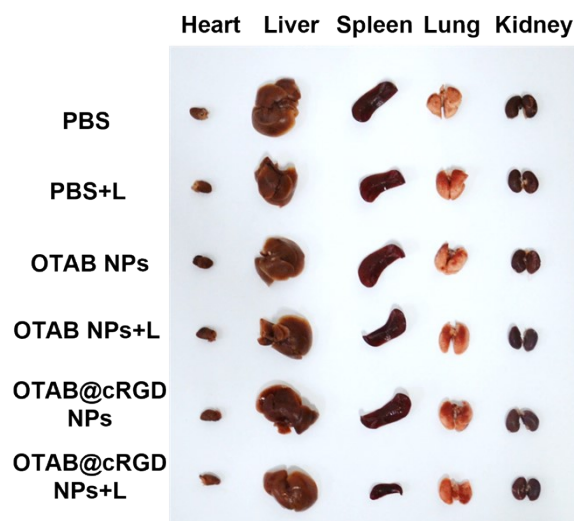 Heart Liver Spleen Lung Kidney
PBS
PBS+L
OTAB NPs
OTAB NPs+L
OTAB@cRGD
NPs
OTAB@cRGD
NPs+L